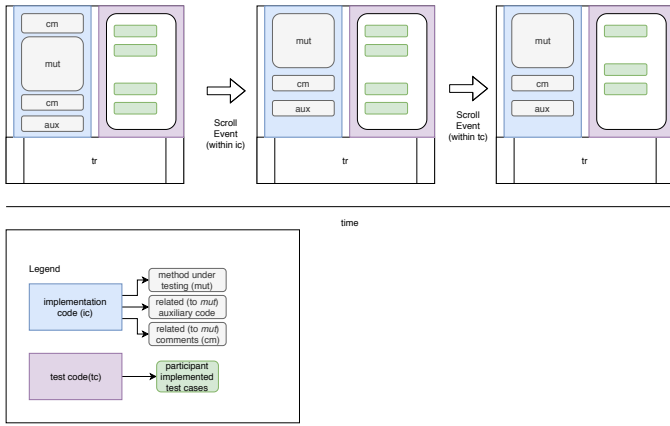 cm
mut
cm
aux
tr
Scroll
Event
(within ic)
mut
cm
aux
tr
Scroll
Event
(within tc)
mut
cm
aux
tr
time
Legend
implementation
code (ic)
method under
testing (mut)
related (to mut)
auxiliary code
related (to mut)
comments (cm)
test code(tc)
participant
implemented
test cases